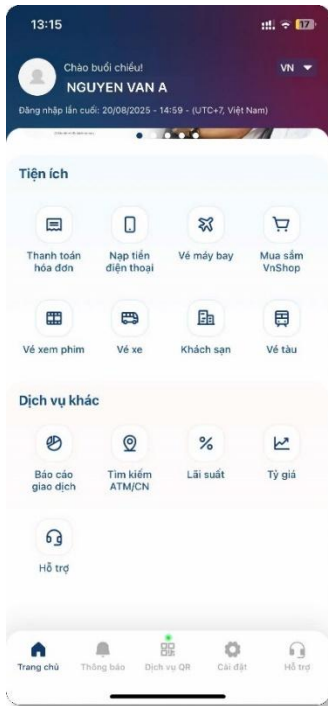 13:15
17
Chào buổi chiều!
VN
NGUYEN VAN A
Đăng nhập lần cuối: 20/08/2025 - 14:59 - (UTC+7, Việt Nam)
Tiện ích
Thanh toán
hóa đơn
Nạp tiền
điện thoại
Vé máy bay
Mua sắm
VnShop
Vé xem phim
Vé xe
Khách sạn
Vé tàu
Dịch vụ khác
Báo cáo
giao dịch
Tìm kiếm
ATM/CN
Lãi suất
Tỷ giá
Hỗ trợ
Trang chủ
Thông báo
Dịch vụ QR
Cài đặt
Hỗ trợ